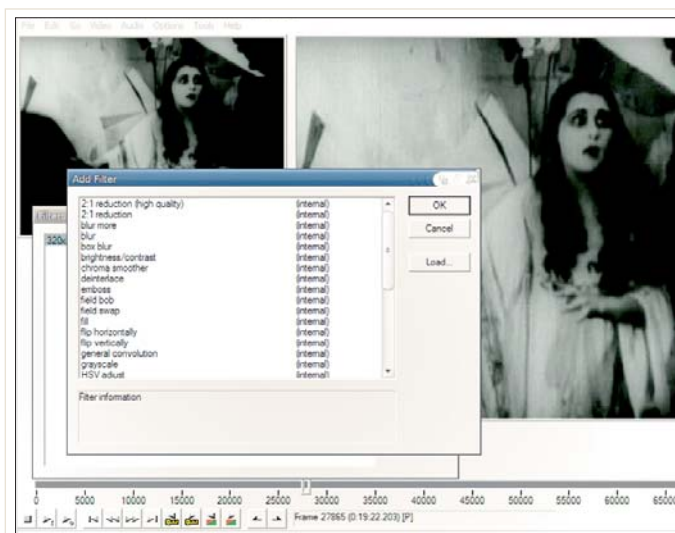 File Edit Go Video Audio Options Tools Help
Add Filter
2:1 reduction (high quality) (internal)
2:1 reduction (internal)
blur more (internal)
blur (internal)
box blur (internal)
brightness/contrast (internal)
chroma smoother (internal)
deinterlace (internal)
emboss (internal)
field bob (internal)
field swap (internal)
fill (internal)
flip horizontally (internal)
flip vertically (internal)
general convolution (internal)
grayscale (internal)
HSV adjust (internal)
OK
Cancel
Load...
Filter information
0 5000 10000 15000 20000 25000 30000 35000 40000 45000 50000 55000 60000 65000
Frame 27865 (0:19:22.203) [P]